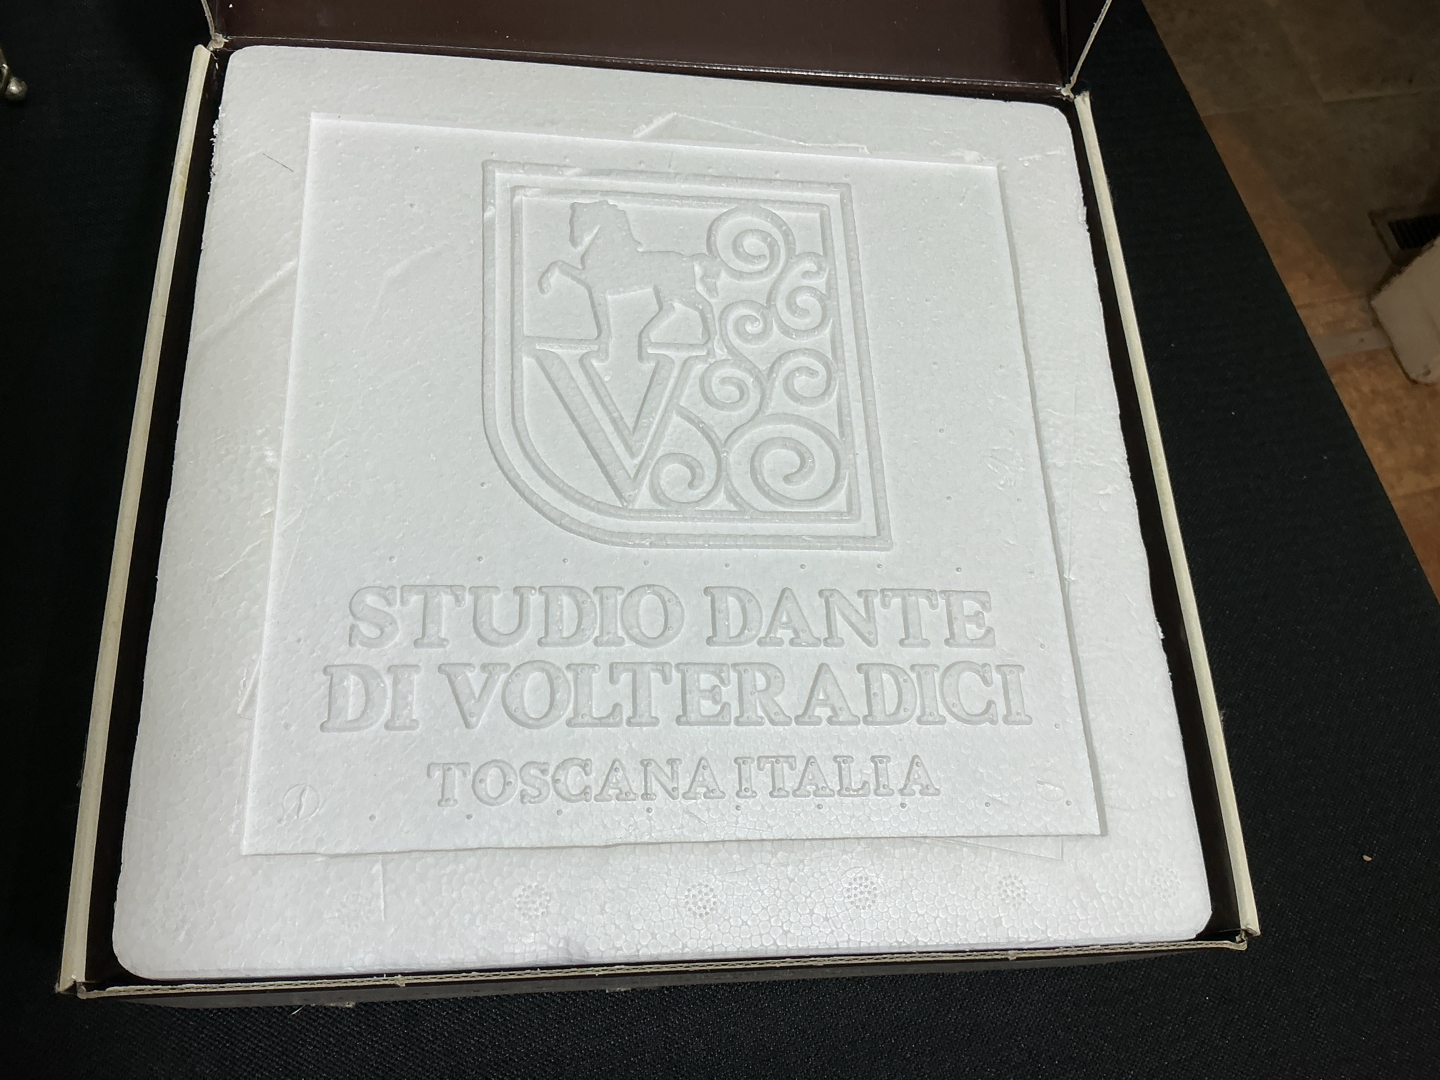 V
STUDIO DANTE
DI VOLTERADICI
TOSCANA ITALIA